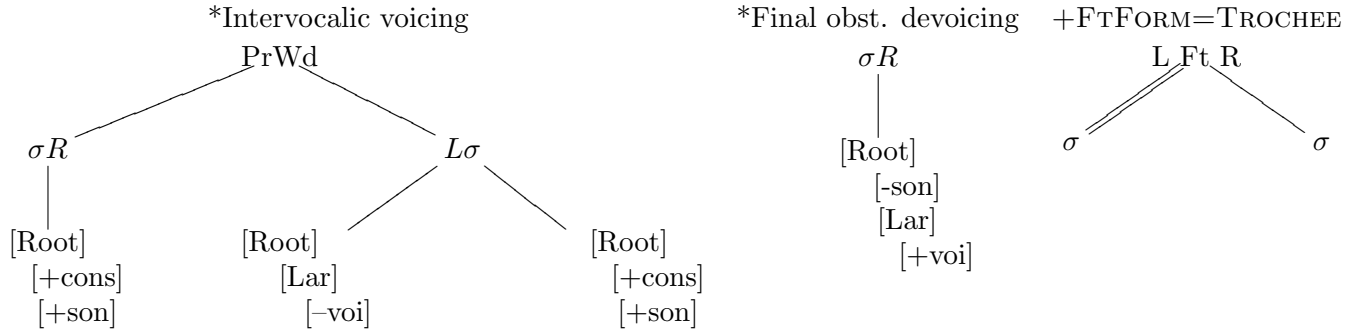 *Intervocalic voicing *Final obst. devoicing +FTFORM=TROCHEE
PrWd σR L Ft R
σR Lσ [Root] σ σ
[-son]
[Lar]
[Root] [Root] [Root] [+voi]
[+cons] [Lar] [+cons]
[+son] [–voi] [+son]